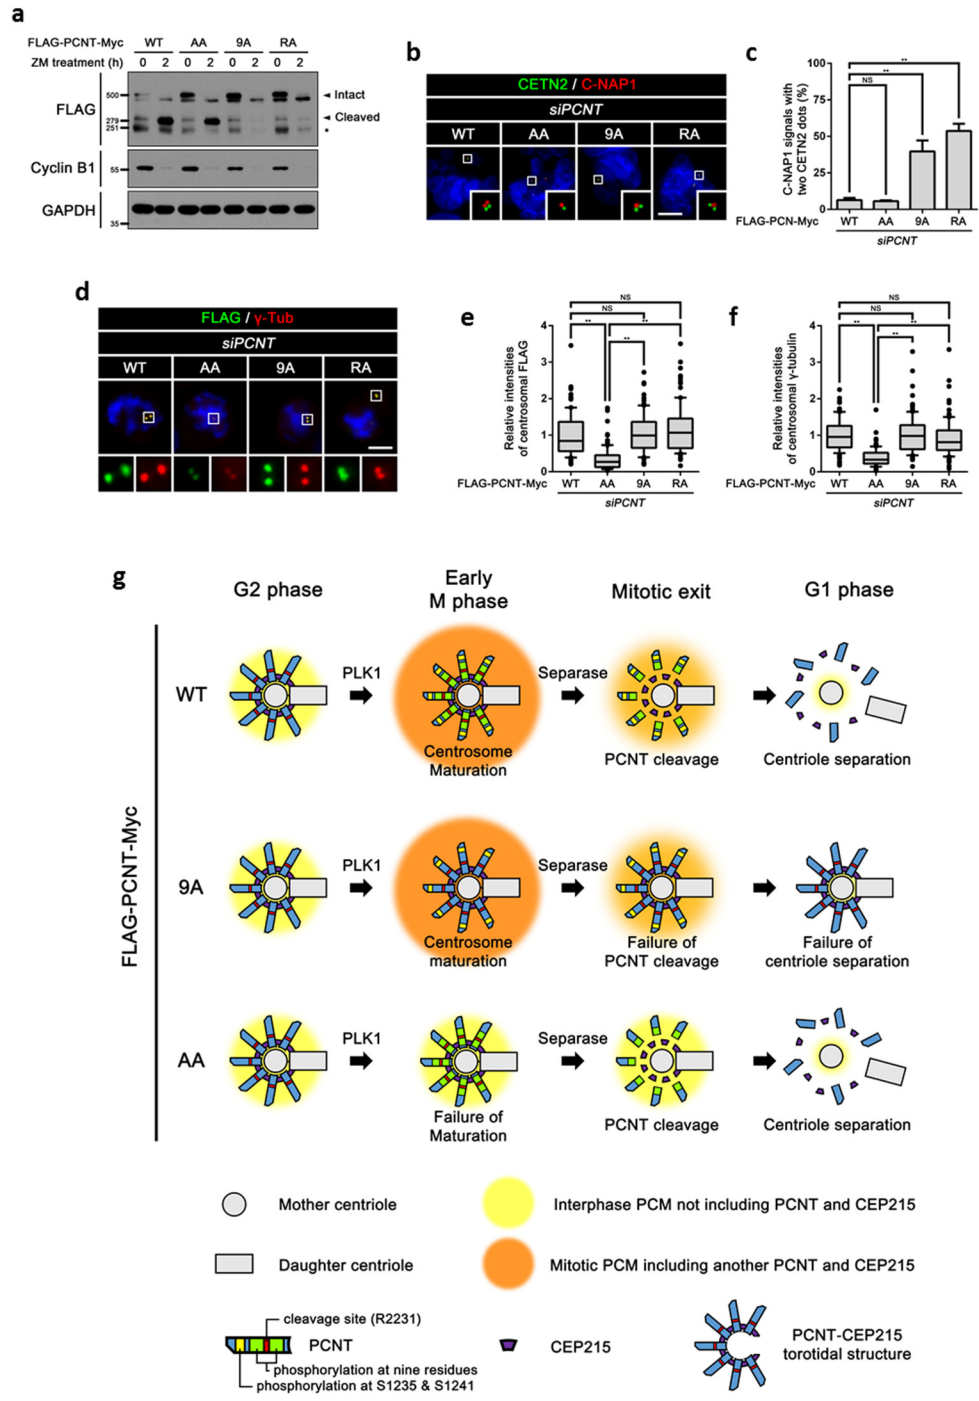 a
FLAG-PCNT-Myc WT AA 9A RA
ZM treatment (h) 0 2 0 2 0 2 0 2
FLAG
500
279
251
Intact
Cleaved
*
Cyclin B1
55
GAPDH
35
b
CETN2 / C-NAP1
siPCNT
WT AA 9A RA
c
C-NAP1 signals with
two CETN2 dots (%)
100
75
50
25
0
**
**
NS
FLAG-PCN-Myc WT AA 9A RA
siPCNT
d
FLAG / γ-Tub
siPCNT
WT AA 9A RA
e
Relative intensities
of centrosomal FLAG
4
3
2
1
0
NS
NS
** **
**
FLAG-PCNT-Myc WT AA 9A RA
siPCNT
f
Relative intensities
of centrosomal γ-tubulin
4
3
2
1
0
NS
NS
** **
**
FLAG-PCNT-Myc WT AA 9A RA
siPCNT
g
G2 phase
Early
M phase
Mitotic exit
G1 phase
FLAG-PCNT-Myc
WT
PLK1
Separase
Centrosome
Maturation
PCNT cleavage
Centriole separation
9A
PLK1
Separase
Centrosome
maturation
Failure of
PCNT cleavage
Failure of
centriole separation
AA
PLK1
Separase
Failure of
Maturation
PCNT cleavage
Centriole separation
Mother centriole
Interphase PCM not including PCNT and CEP215
Daughter centriole
Mitotic PCM including another PCNT and CEP215
cleavage site (R2231)
PCNT
phosphorylation at nine residues
phosphorylation at S1235 & S1241
CEP215
PCNT-CEP215
torotidal structure